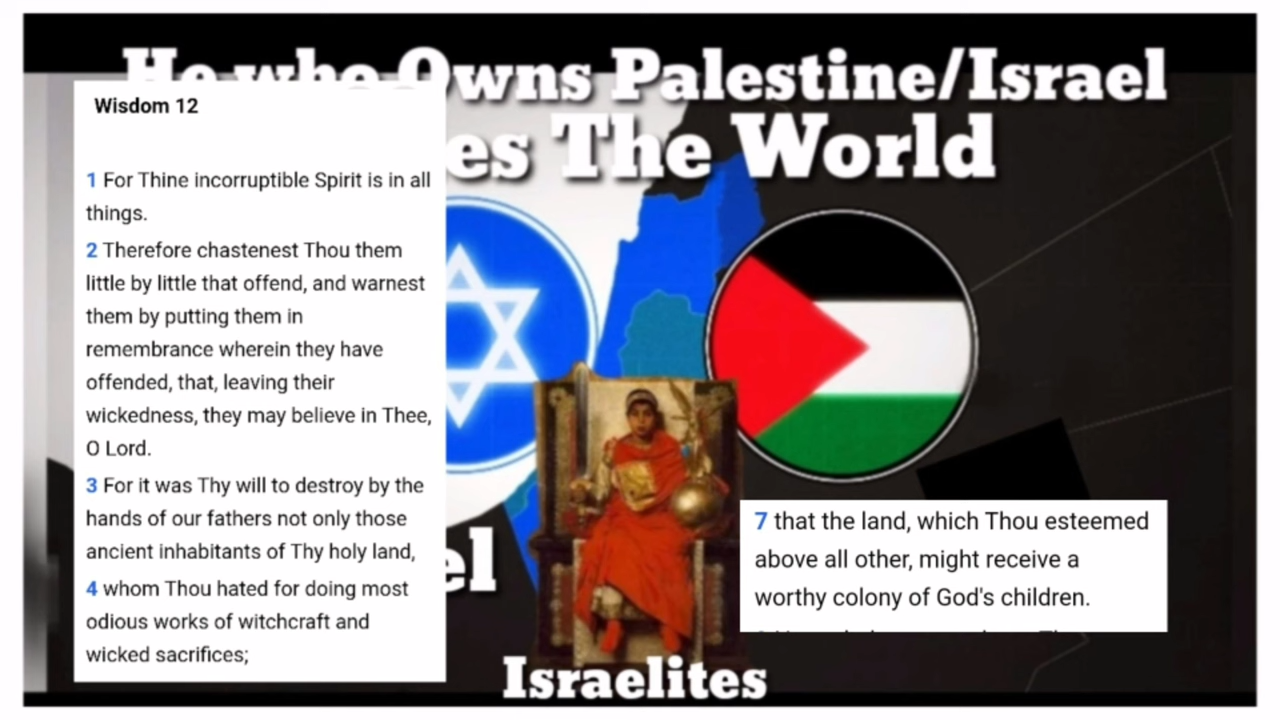 Owns Palestine/Israel
The World
Wisdom 12
1 For Thine incorruptible Spirit is in all
things.
2 Therefore chastenest Thou them
little by little that offend, and warnest
them by putting them in
remembrance wherein they have
offended, that, leaving their
wickedness, they may believe in Thee,
O Lord.
3 For it was Thy will to destroy by the
hands of our fathers not only those
ancient inhabitants of Thy holy land,
4 whom Thou hated for doing most
odious works of witchcraft and
wicked sacrifices;
7 that the land, which Thou esteemed
above all other, might receive a
worthy colony of God's children.
Israelites